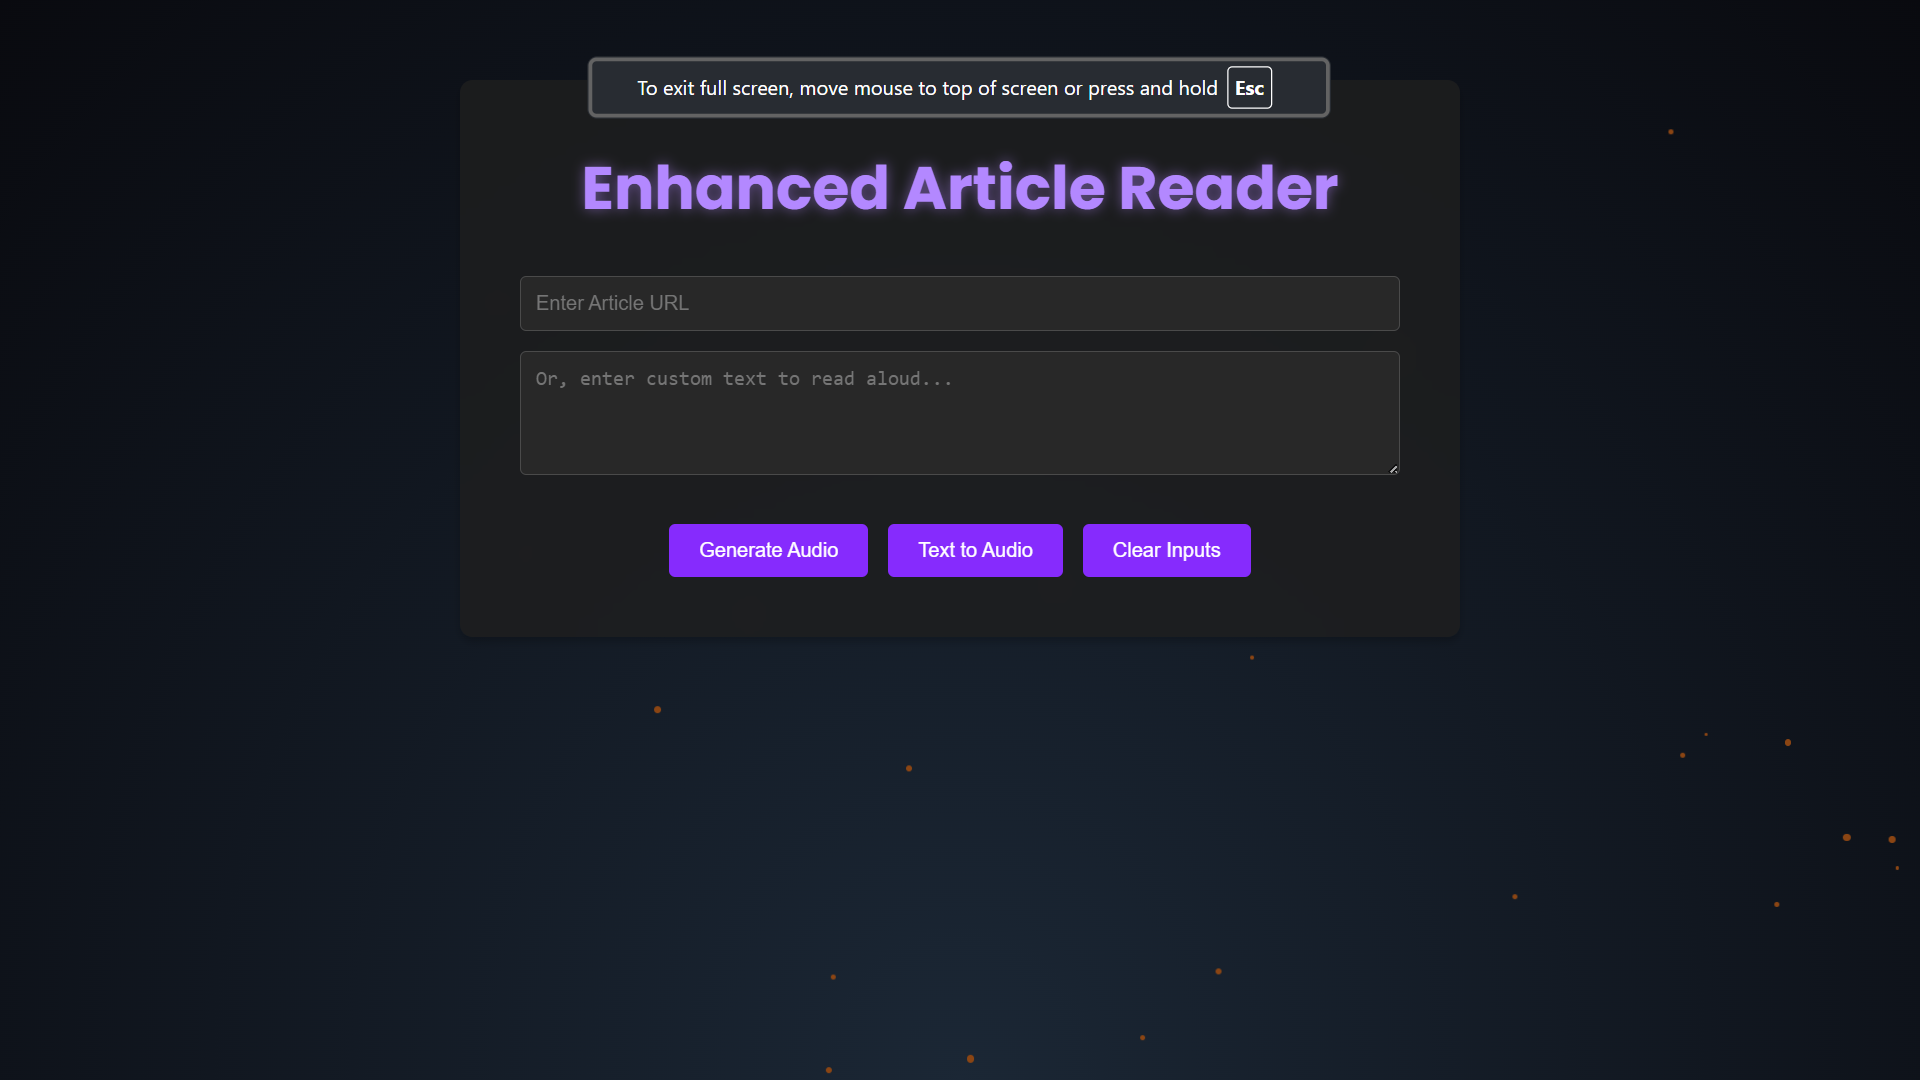 To exit full screen, move mouse to top of screen or press and hold Esc
Enhanced Article Reader
Enter Article URL
Or, enter custom text to read aloud...
Generate Audio
Text to Audio
Clear Inputs